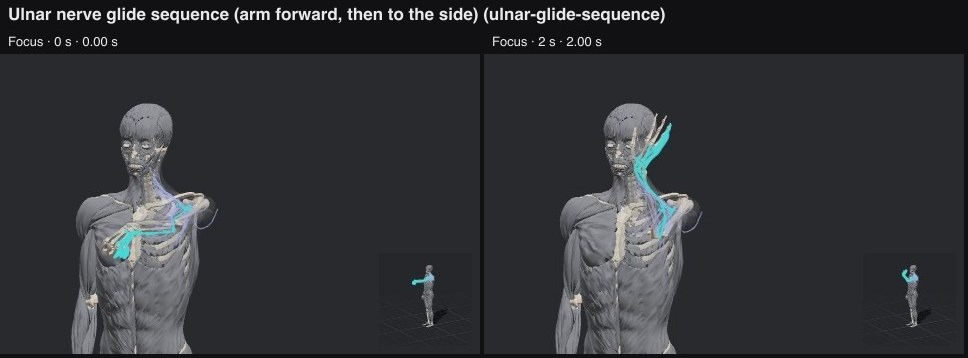 Ulnar nerve glide sequence (arm forward, then to the side) (ulnar-glide-sequence)
Focus · 0 s · 0.00 s
Focus · 2 s · 2.00 s